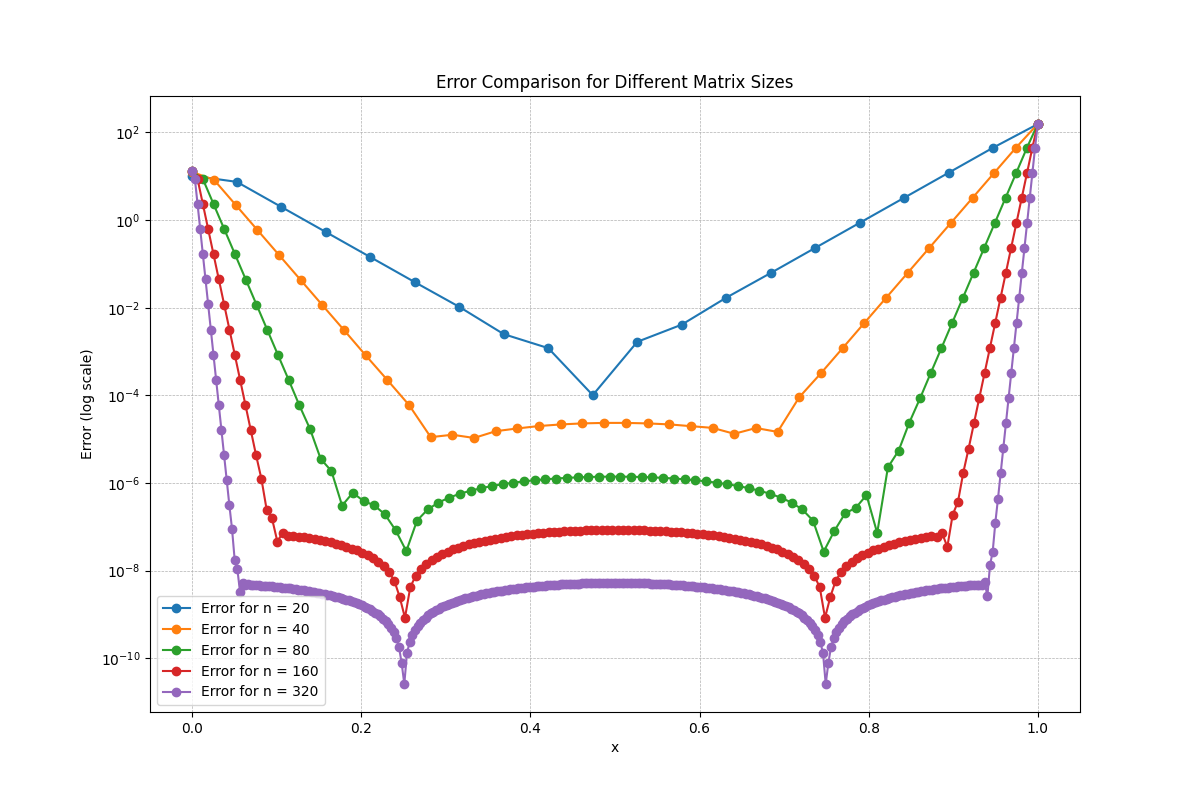 Error Comparison for Different Matrix Sizes
10²
10⁰
10⁻²
10⁻⁴
10⁻⁶
10⁻⁸
10⁻¹⁰
Error (log scale)
Error for n = 20
Error for n = 40
Error for n = 80
Error for n = 160
Error for n = 320
0.0 0.2 0.4 0.6 0.8 1.0
x